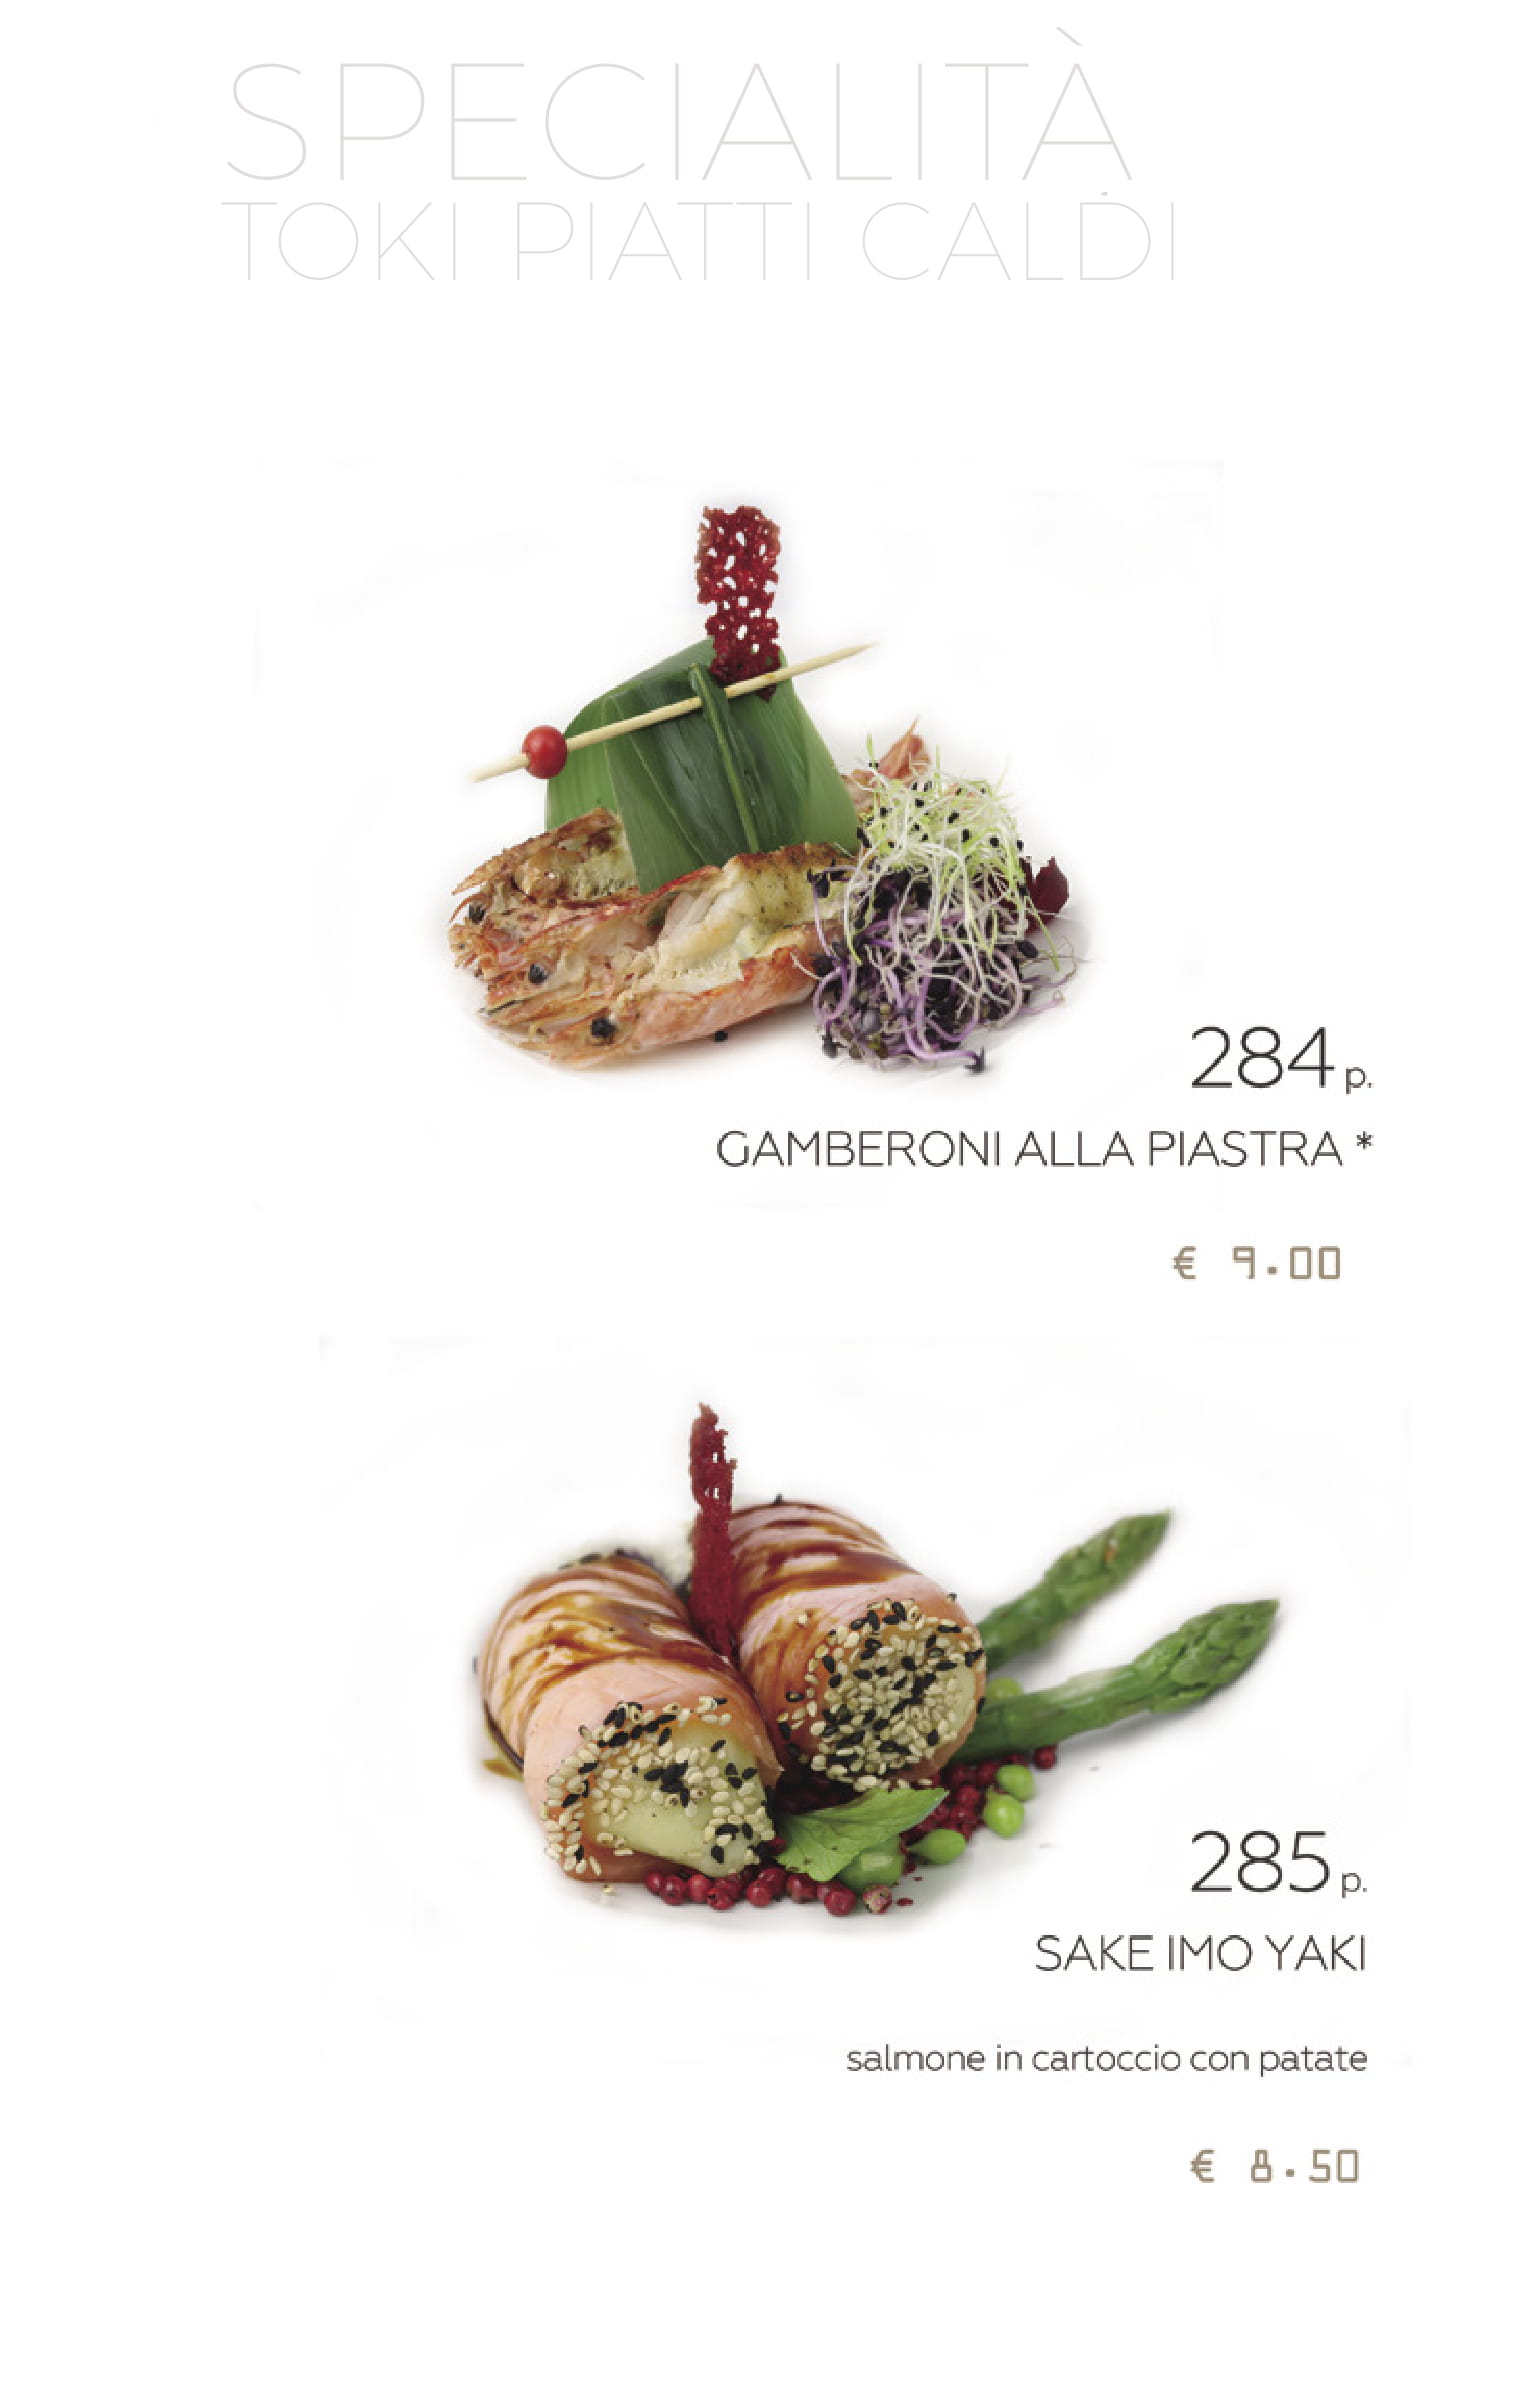 SPECIALITÀ
TOKI PIATTI CALDI
284 p.
GAMBERONI ALLA PIASTRA *
€ 9.00
285 p.
SAKE IMO YAKI
salmone in cartoccio con patate
€ 8.50